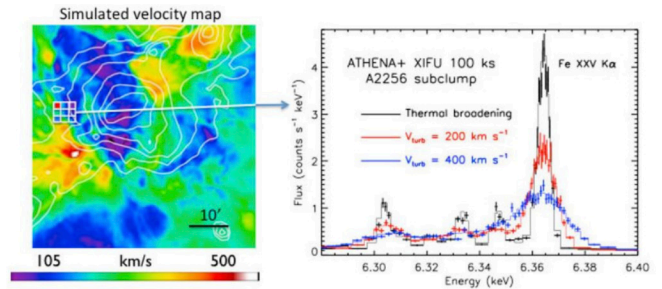 Simulated velocity map
10'
105 km/s 500
ATHENA+ XIFU 100 ks
A2256 subclump
Fe XXV Kα
Thermal broadening
Vturb = 200 km s⁻¹
Vturb = 400 km s⁻¹
Flux (counts s⁻¹ keV⁻¹)
4
3
2
1
0
6.30 6.32 6.34 6.36 6.38 6.40
Energy (keV)